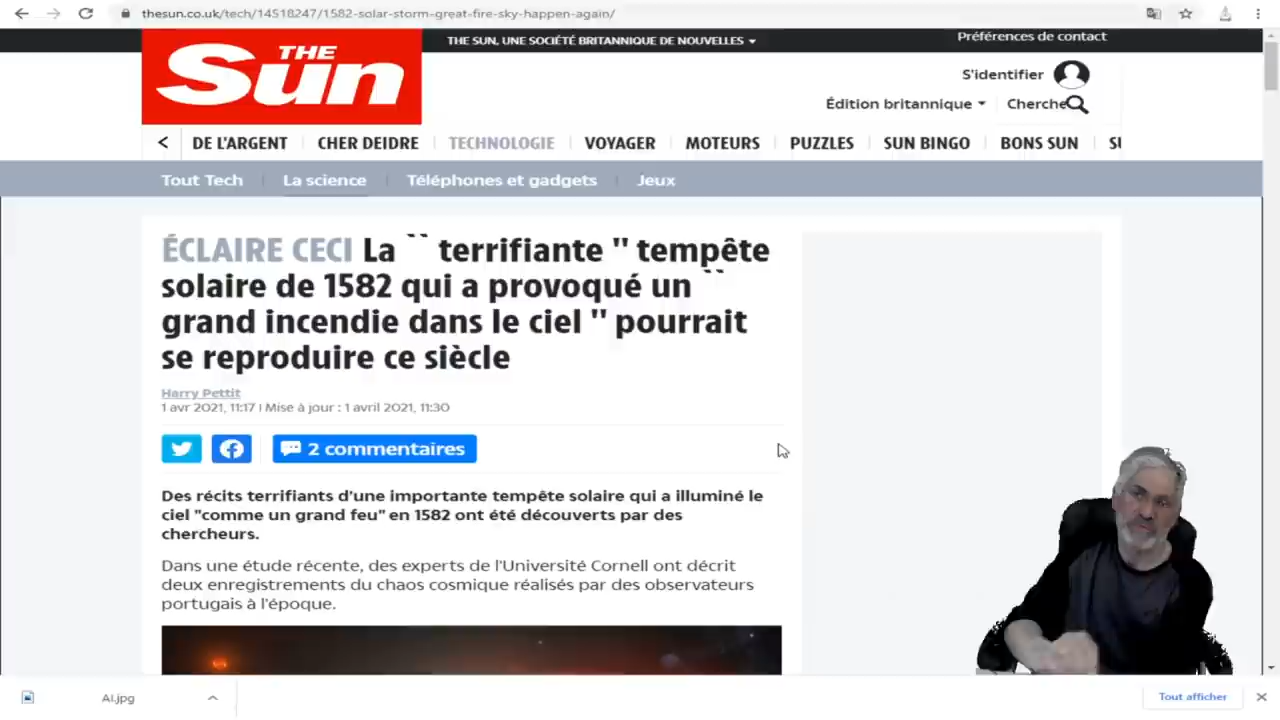 thesun.co.uk/tech/14518247/1582-solar-storm-great-fire-sky-happen-again/
THE SUN, UNE SOCIÉTÉ BRITANNIQUE DE NOUVELLES
Préférences de contact
THE
Sun
S'identifier
Édition britannique
Cherche
DE L'ARGENT
CHER DEIDRE
TECHNOLOGIE
VOYAGER
MOTEURS
PUZZLES
SUN BINGO
BONS SUN
Tout Tech
La science
Téléphones et gadgets
Jeux
ÉCLAIRE CECI La `` terrifiante '' tempête
solaire de 1582 qui a provoqué un ``
grand incendie dans le ciel '' pourrait
se reproduire ce siècle
Harry Pettit
1 avr 2021, 11:17 | Mise à jour : 1 avril 2021, 11:30
2 commentaires
Des récits terrifiants d'une importante tempête solaire qui a illuminé le
ciel "comme un grand feu" en 1582 ont été découverts par des
chercheurs.
Dans une étude récente, des experts de l'Université Cornell ont décrit
deux enregistrements du chaos cosmique réalisés par des observateurs
portugais à l'époque.
AI.jpg
Tout afficher